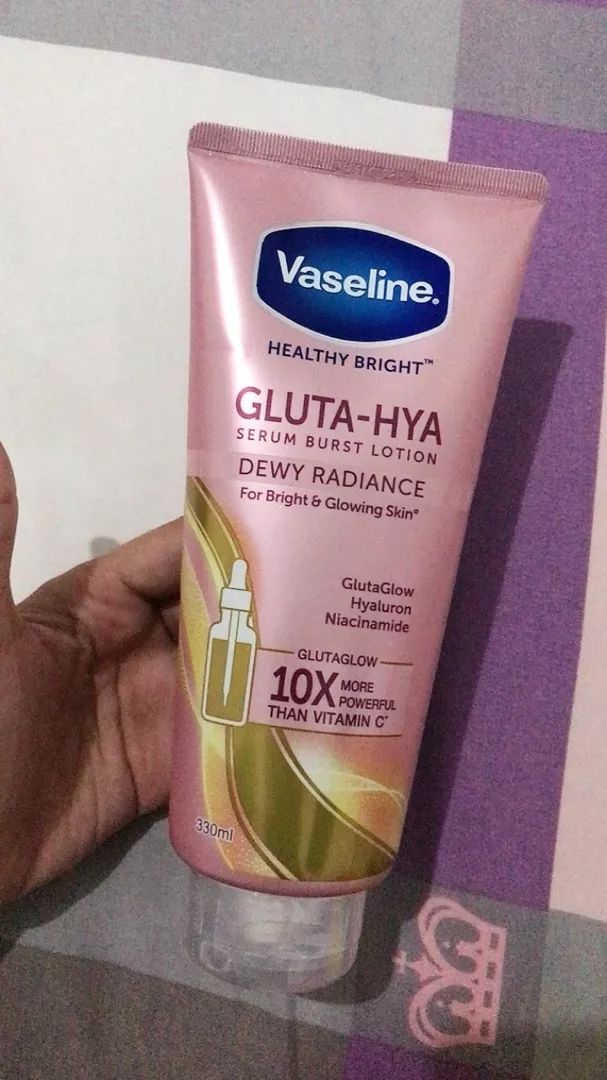 Vaseline.
HEALTHY BRIGHT™
GLUTA-HYA
SERUM BURST LOTION
DEWY RADIANCE
For Bright & Glowing Skin*
GlutaGlow
Hyaluron
Niacinamide
GLUTAGLOW
10X MORE POWERFUL
THAN VITAMIN C*
330ml